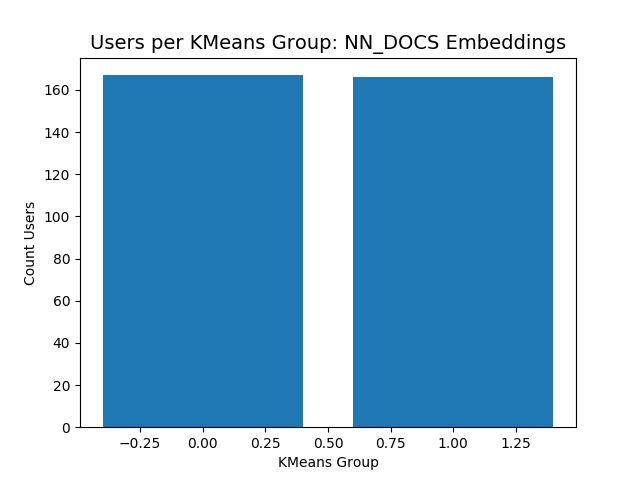 Users per KMeans Group: NN_DOCS Embeddings
160
140
120
100
80
60
40
20
0
Count Users
−0.25 0.00 0.25 0.50 0.75 1.00 1.25
KMeans Group